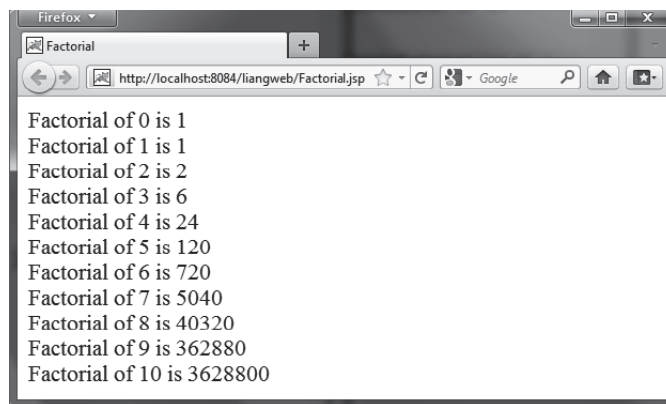 Firefox
Factorial
http://localhost:8084/liangweb/Factorial.jsp
Google
Factorial of 0 is 1
Factorial of 1 is 1
Factorial of 2 is 2
Factorial of 3 is 6
Factorial of 4 is 24
Factorial of 5 is 120
Factorial of 6 is 720
Factorial of 7 is 5040
Factorial of 8 is 40320
Factorial of 9 is 362880
Factorial of 10 is 3628800